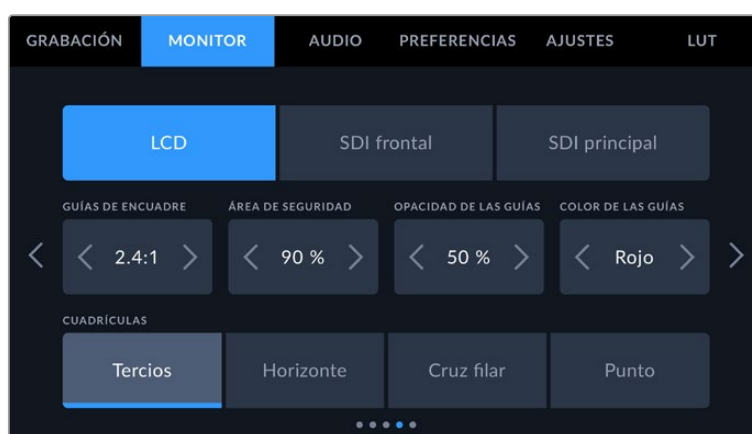 GRABACIÓN MONITOR AUDIO PREFERENCIAS AJUSTES LUT
LCD SDI frontal SDI principal
GUÍAS DE ENCUADRE ÁREA DE SEGURIDAD OPACIDAD DE LAS GUÍAS COLOR DE LAS GUÍAS
2.4:1 90 % 50 % Rojo
CUADRÍCULAS
Tercios Horizonte Cruz filar Punto